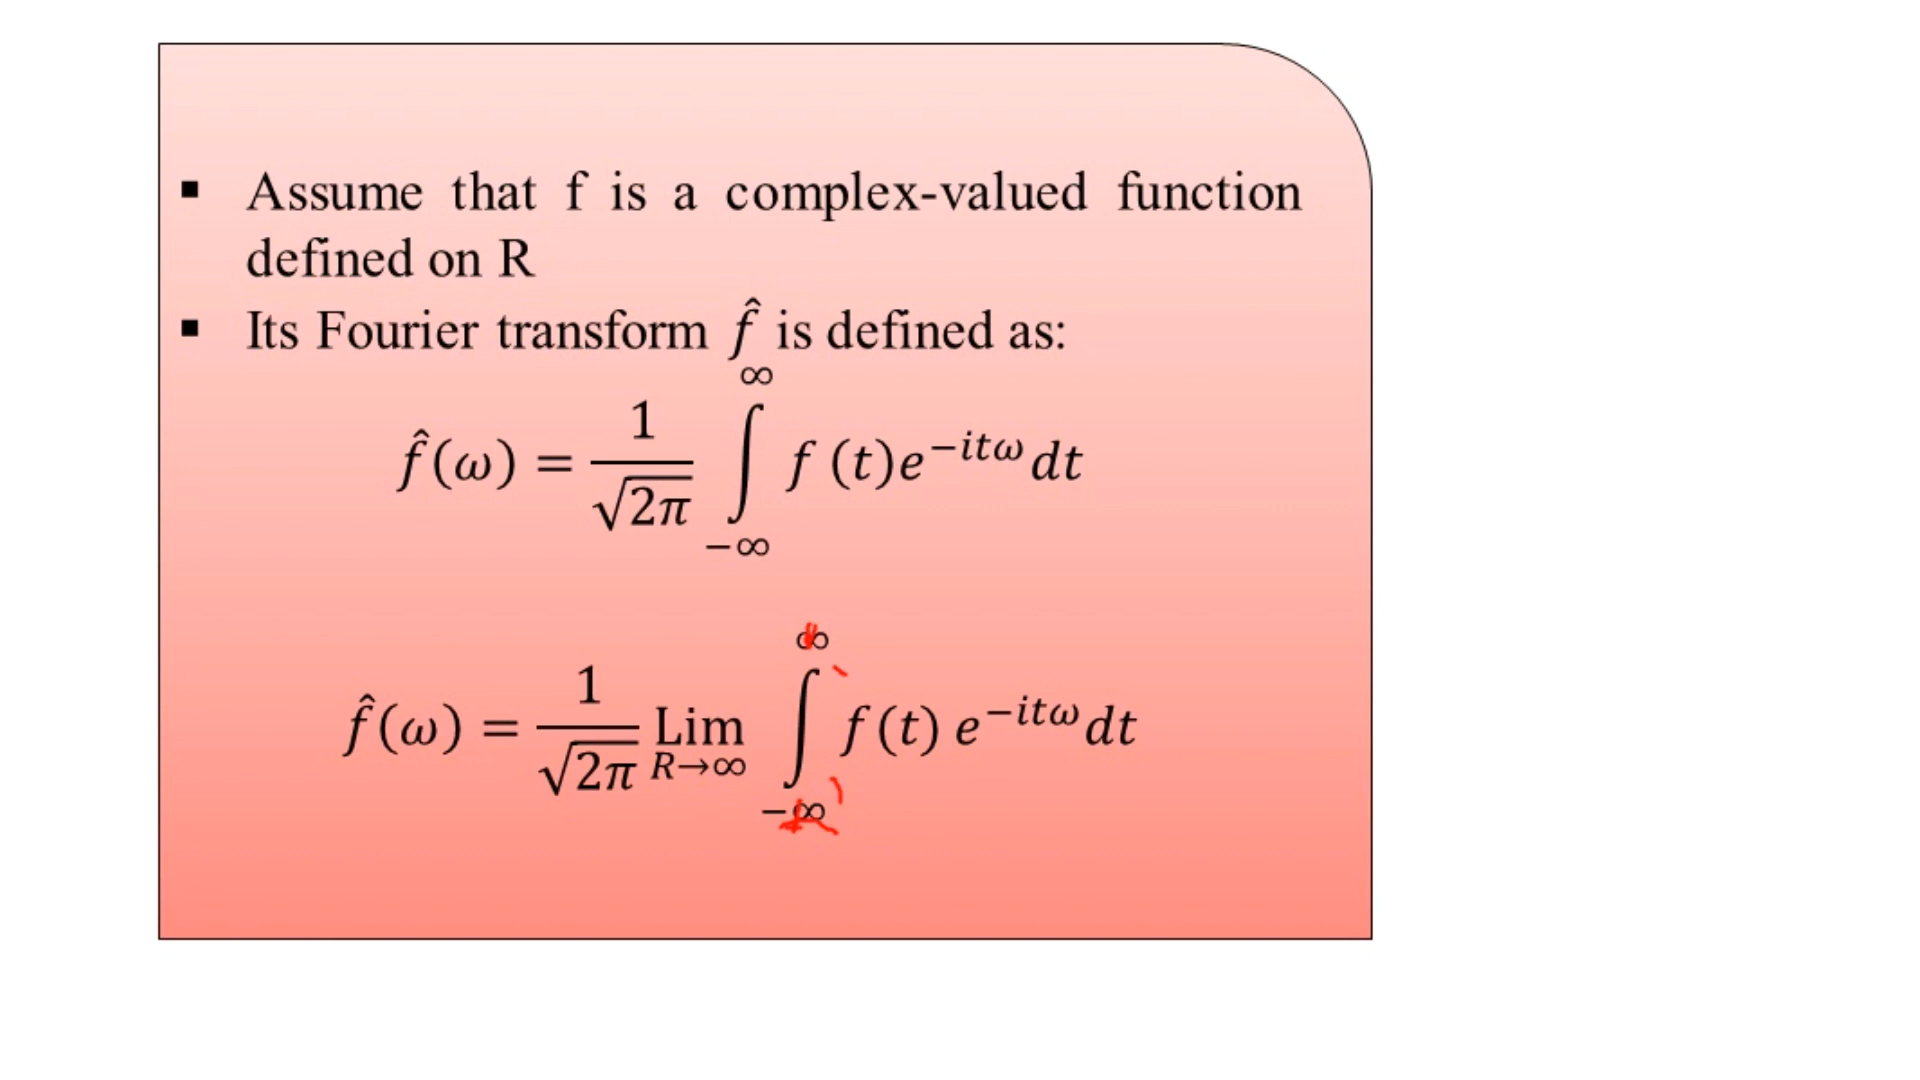 ▪ Assume that f is a complex-valued function
defined on R
▪ Its Fourier transform f̂ is defined as:
f̂(ω) = 1/√2π ∫_{-∞}^{∞} f (t)e^{-itω}dt
f̂(ω) = 1/√2π Lim_{R→∞} ∫_{-∞}^{∞} f(t) e^{-itω}dt